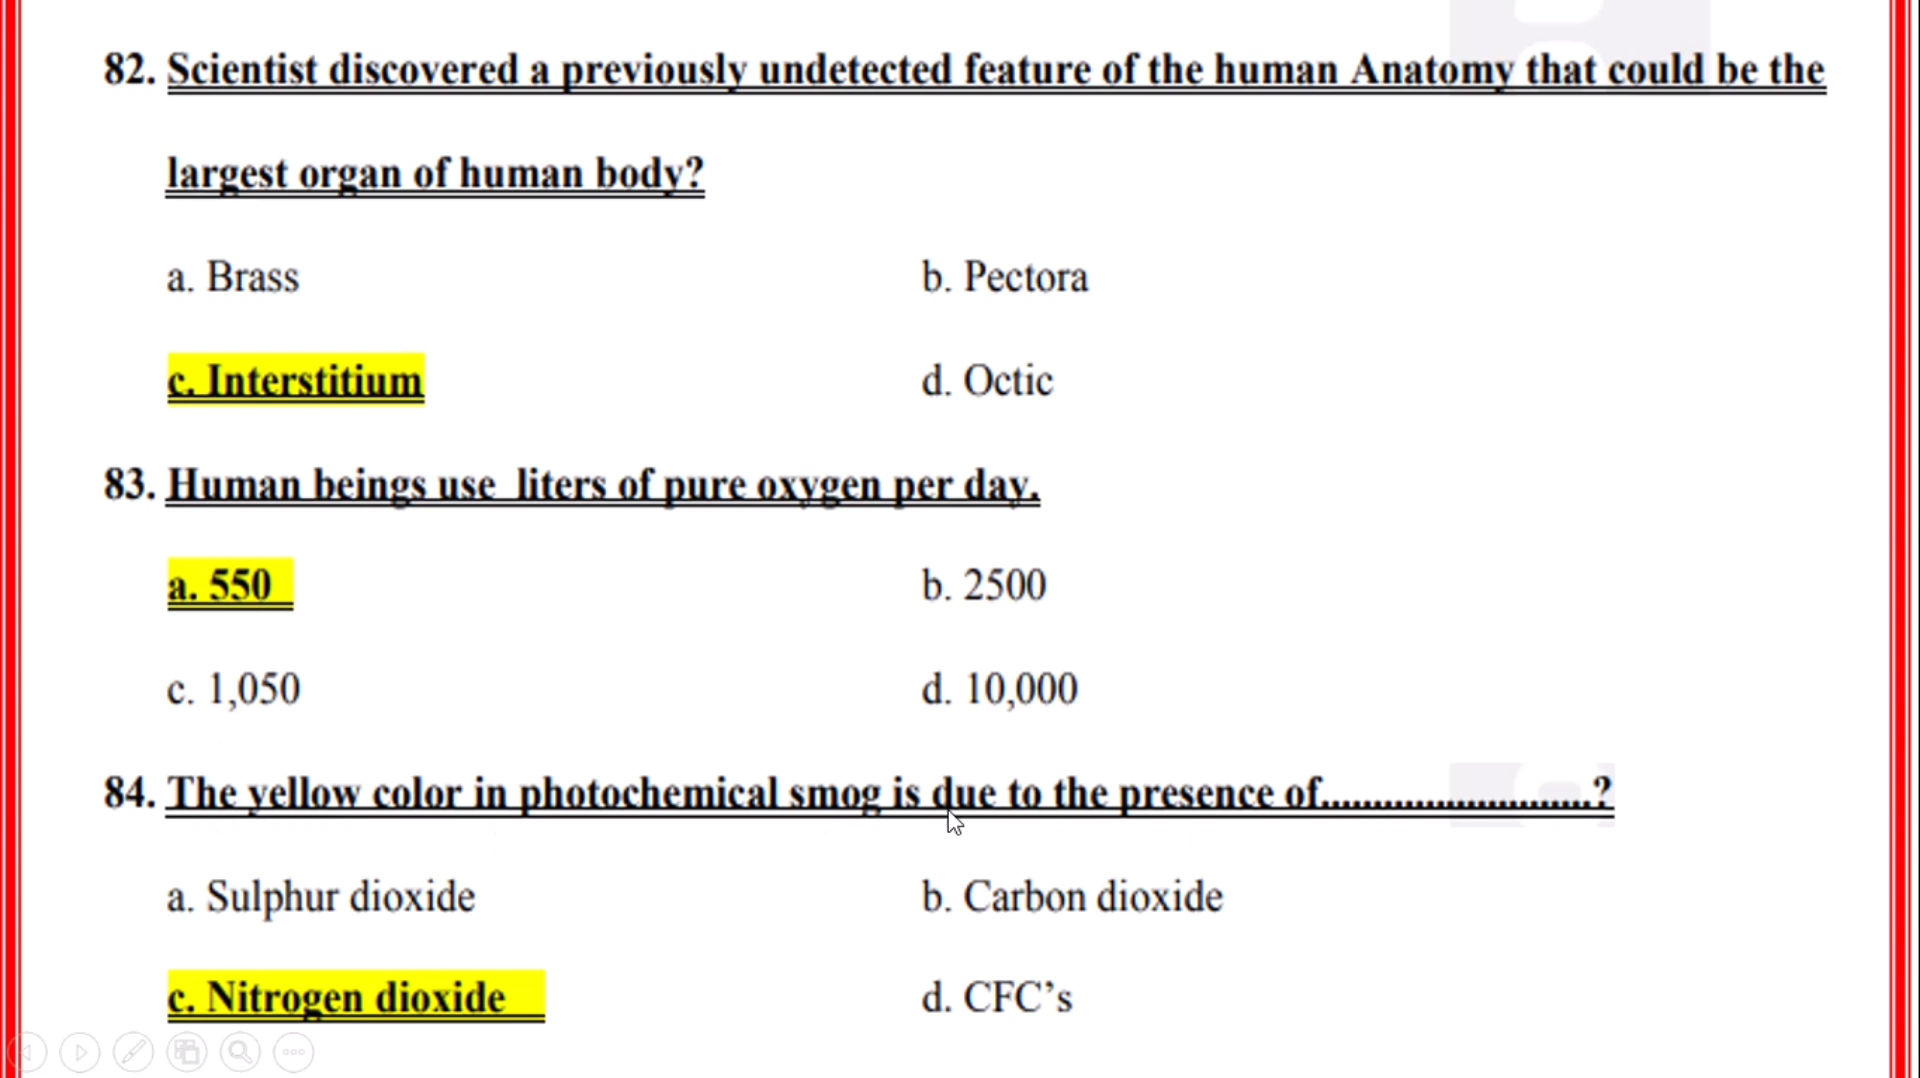 82. Scientist discovered a previously undetected feature of the human Anatomy that could be the
largest organ of human body?
a. Brass b. Pectora
c. Interstitium d. Octic
83. Human beings use  liters of pure oxygen per day.
a. 550 b. 2500
c. 1,050 d. 10,000
84. The yellow color in photochemical smog is due to the presence of..........................?
a. Sulphur dioxide b. Carbon dioxide
c. Nitrogen dioxide d. CFC’s